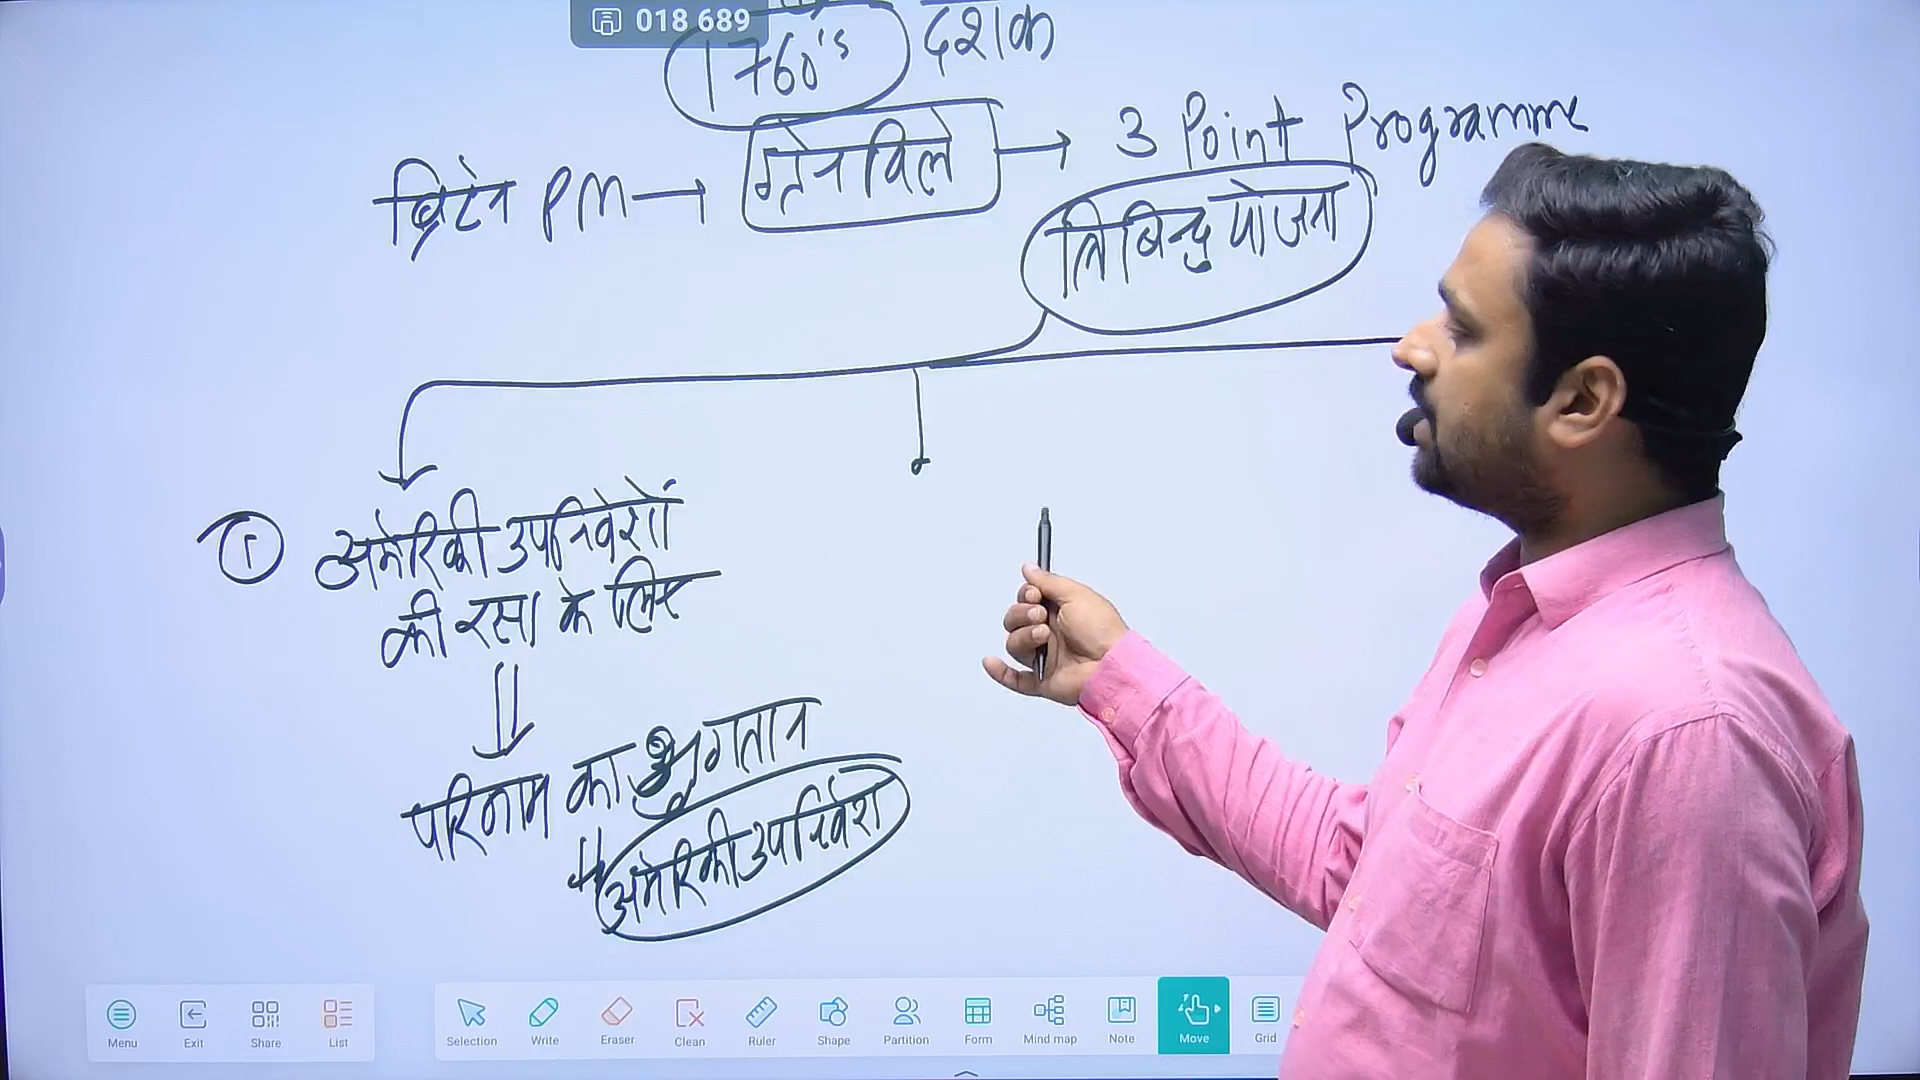 018 689
1760's दशक
ब्रिटेन PM → ग्रेनविले → 3 Point Programme
त्रिबिन्दु योजना
① अमेरिकी उपनिवेशों
की रक्षा के लिए
परिणाम का भुगतान
अमेरिकी उपनिवेश
Menu Exit Share List Selection Write Eraser Clean Ruler Shape Partition Form Mind map Note Move Grid